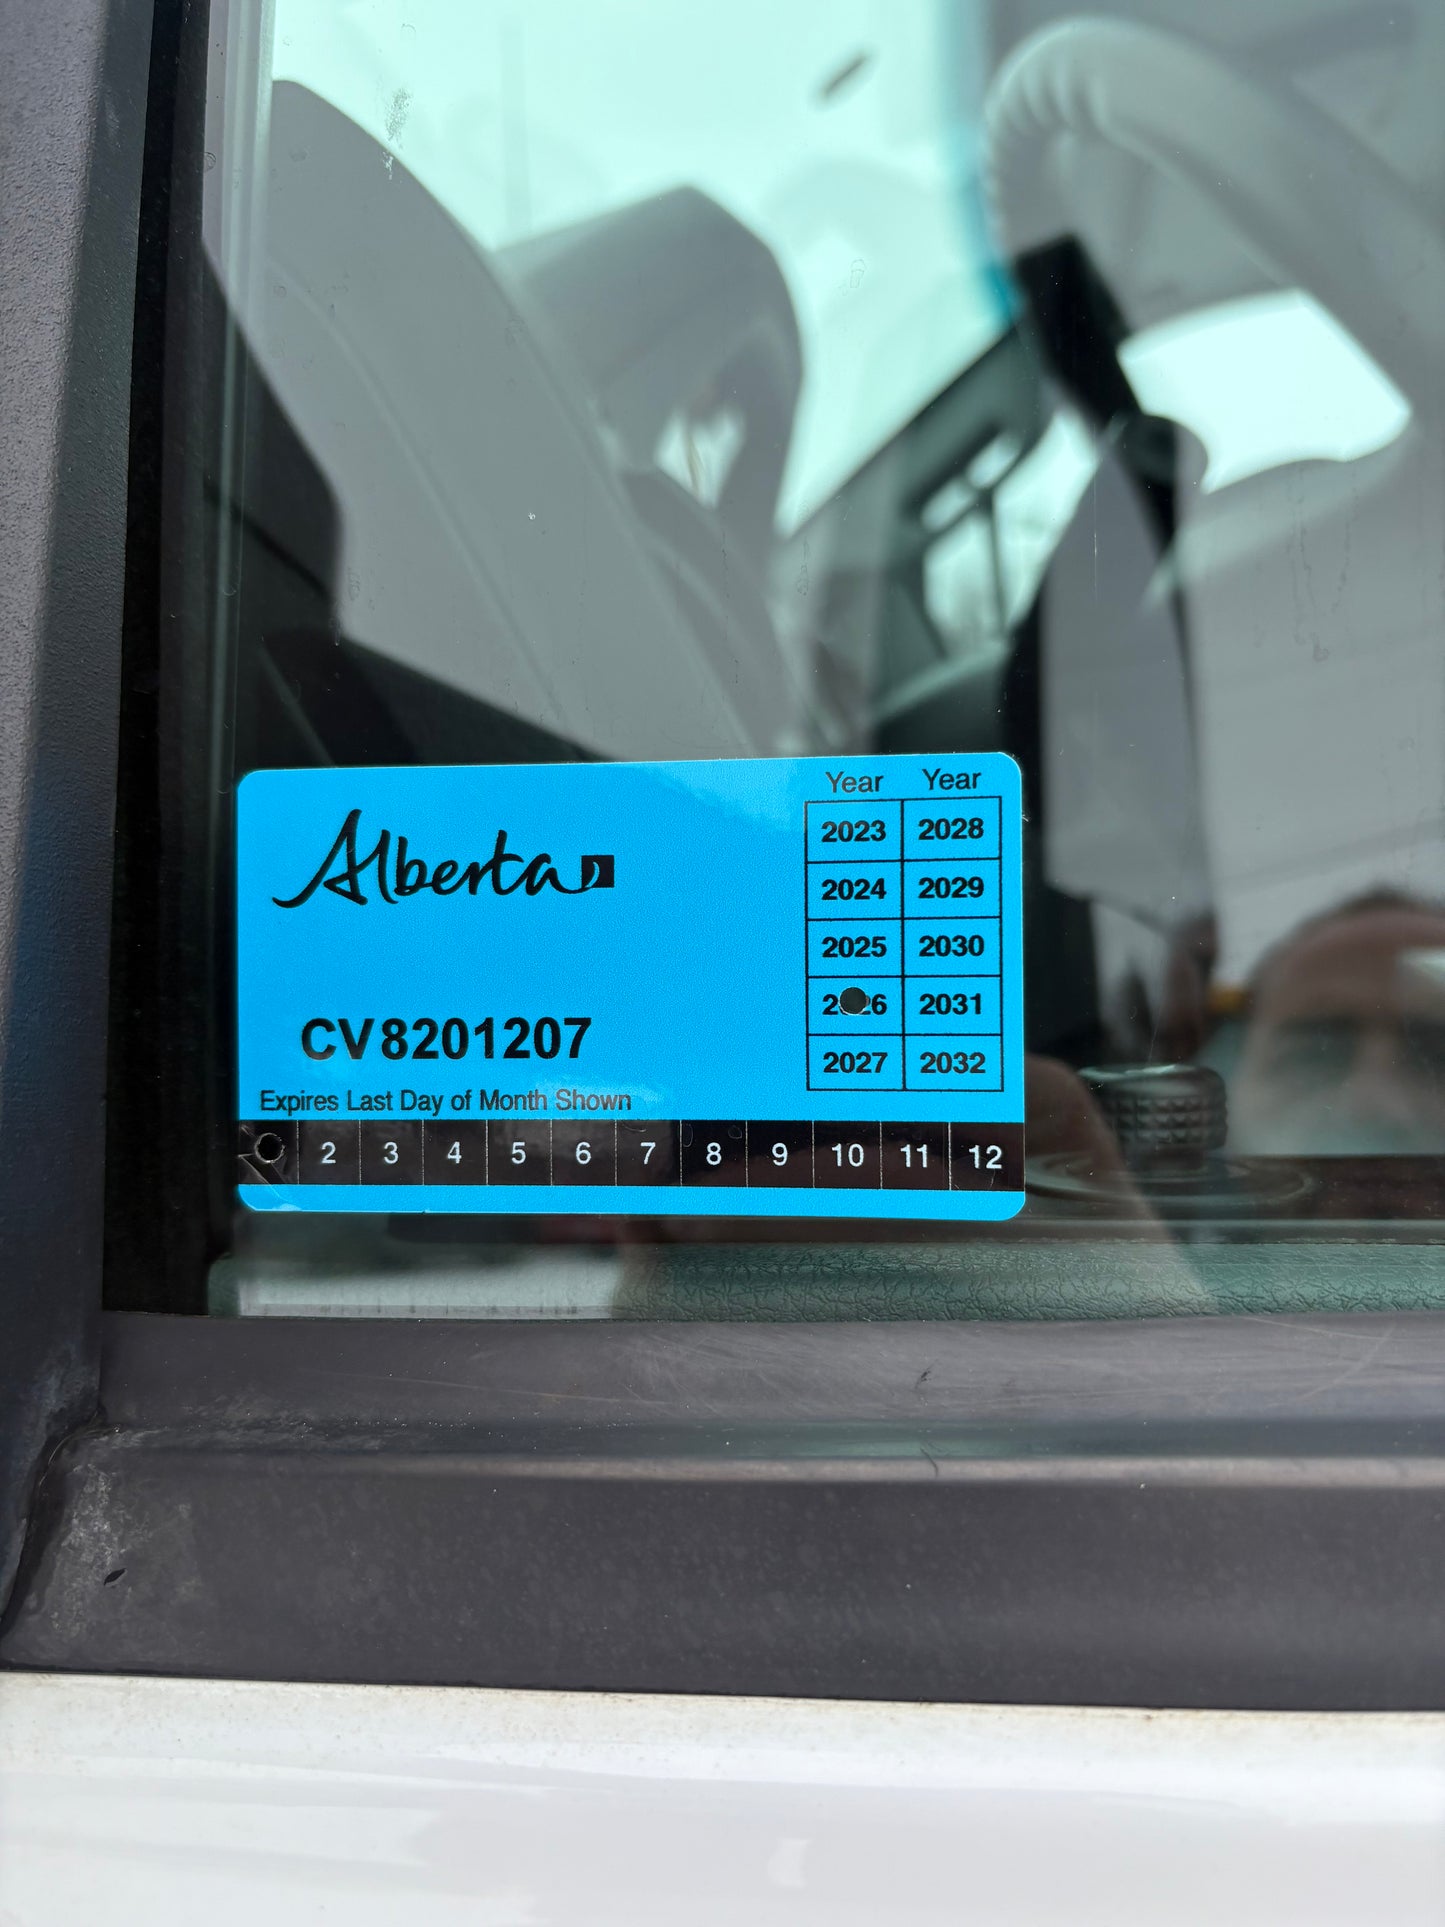 Alberta
Year Year
2023 2028
2024 2029
2025 2030
2031
2027 2032
CV8201207
Expires Last Day of Month Shown
2 3 4 5 6 7 8 9 10 11 12